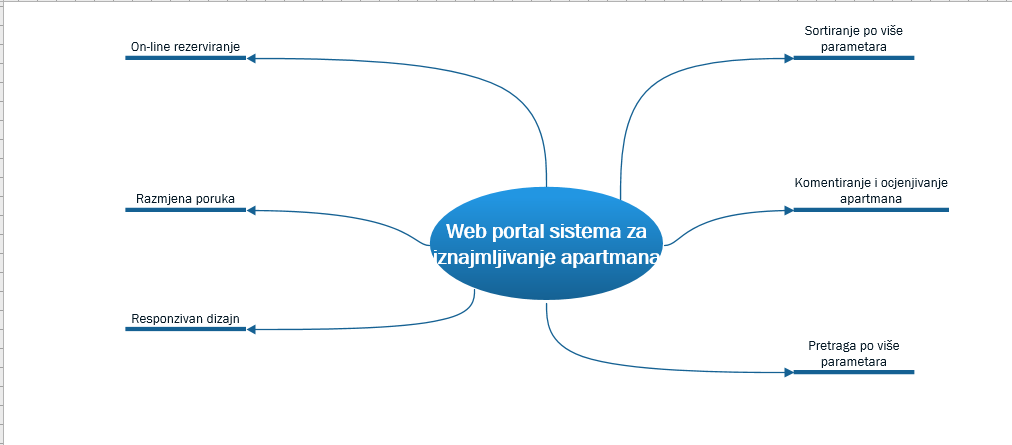 On-line rezerviranje
Sortiranje po više
parametara
Razmjena poruka
Komentiranje i ocjenjivanje
apartmana
Web portal sistema za
iznajmljivanje apartmana
Responzivan dizajn
Pretraga po više
parametara